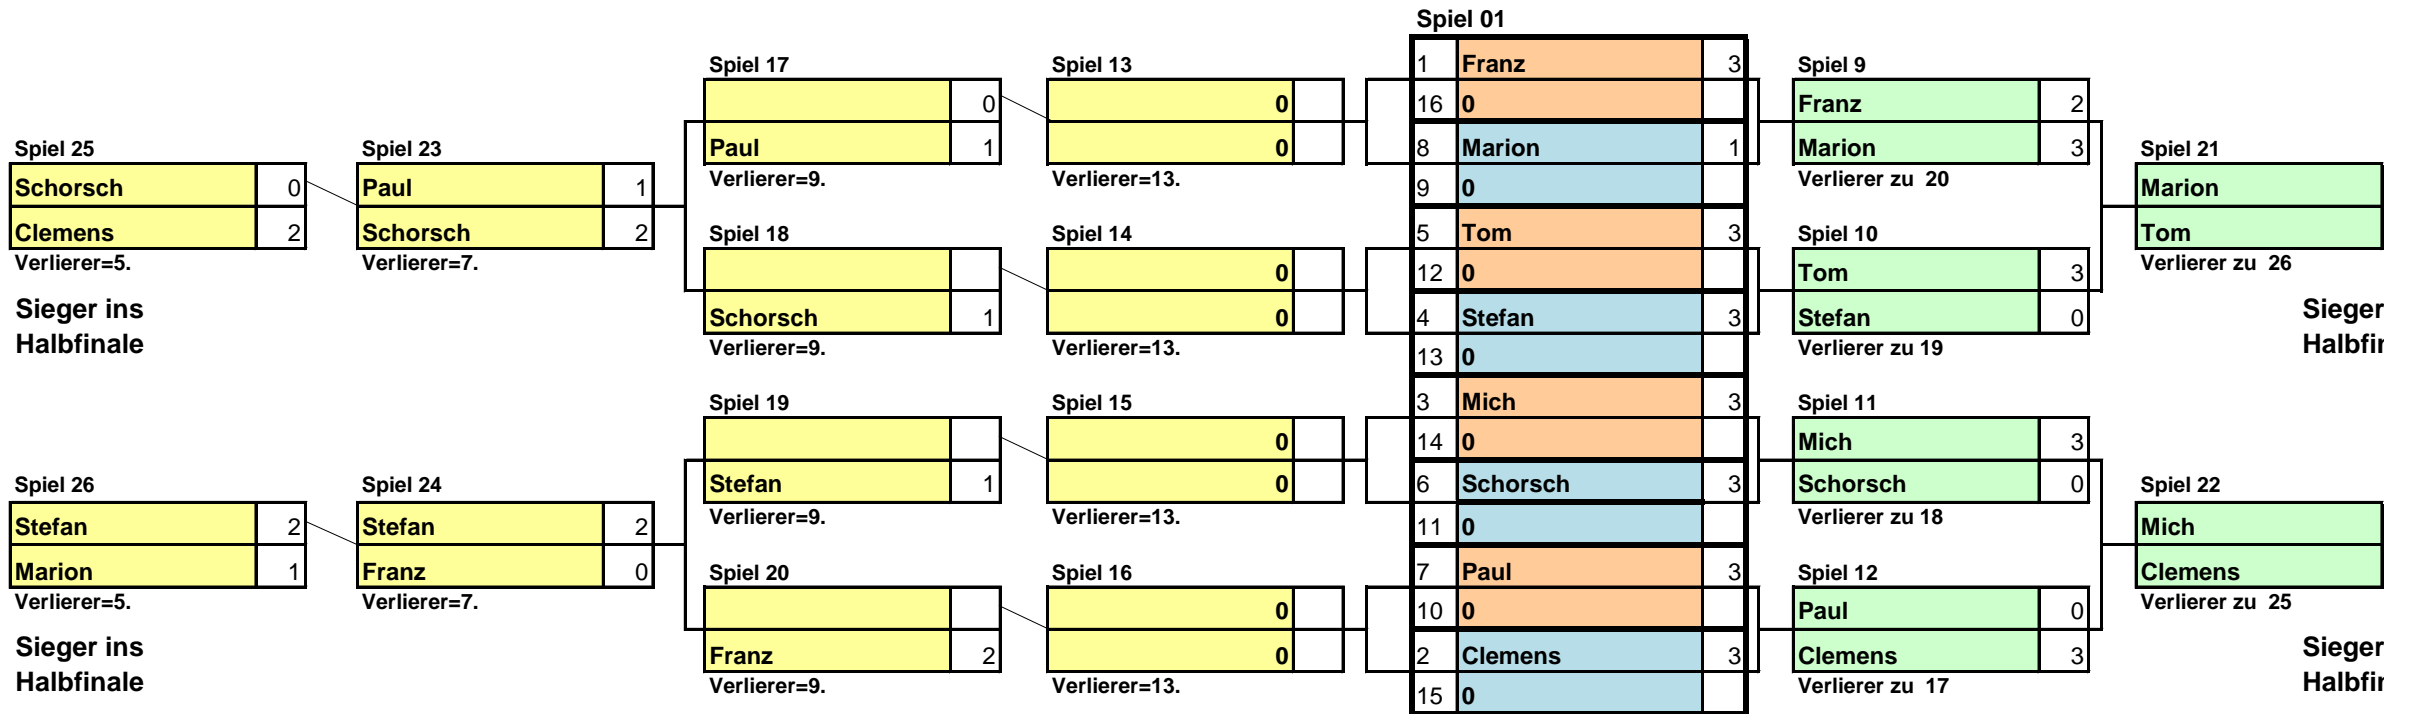 Spiel 01
1 Franz 3
Spiel 17
Spiel 13
Spiel 9
0
0
16 0
Franz 2
Spiel 25
Spiel 23
Paul 1
0
8 Marion 1
Marion 3
Spiel 21
Schorsch 0
Paul 1
Verlierer=9.
Verlierer=13.
9 0
Verlierer zu 20
Marion
Clemens 2
Schorsch 2
Spiel 18
Spiel 14
5 Tom 3
Spiel 10
Tom
Verlierer=5.
Verlierer=7.
0
12 0
Tom 3
Verlierer zu 26
Sieger ins
Schorsch 1
0
4 Stefan 3
Stefan 0
Sieger
Halbfinale
Verlierer=9.
Verlierer=13.
13 0
Verlierer zu 19
Halbfir
Spiel 19
Spiel 15
3 Mich 3
Spiel 11
0
14 0
Mich 3
Spiel 26
Spiel 24
Stefan 1
0
6 Schorsch 3
Schorsch 0
Spiel 22
Stefan 2
Stefan 2
Verlierer=9.
Verlierer=13.
11 0
Verlierer zu 18
Mich
Marion 1
Franz 0
Spiel 20
Spiel 16
7 Paul 3
Spiel 12
Clemens
Verlierer=5.
Verlierer=7.
0
10 0
Paul 0
Verlierer zu 25
Sieger ins
Franz 2
0
2 Clemens 3
Clemens 3
Sieger
Halbfinale
Verlierer=9.
Verlierer=13.
15 0
Verlierer zu 17
Halbfir